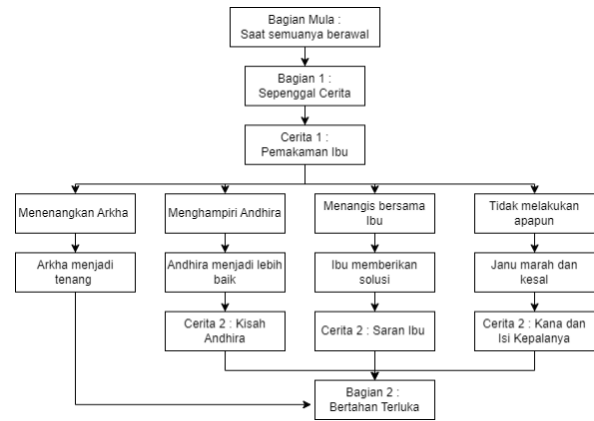 Bagian Mula :
Saat semuanya berawal
Bagian 1 :
Sepenggal Cerita
Cerita 1 :
Pemakaman Ibu
Menenangkan Arkha
Menghampiri Andhira
Menangis bersama
Ibu
Tidak melakukan
apapun
Arkha menjadi
tenang
Andhira menjadi lebih
baik
Ibu memberikan
solusi
Janu marah dan
kesal
Cerita 2 : Kisah
Andhira
Cerita 2 : Saran Ibu
Cerita 2 : Kana dan
Isi Kepalanya
Bagian 2 :
Bertahan Terluka